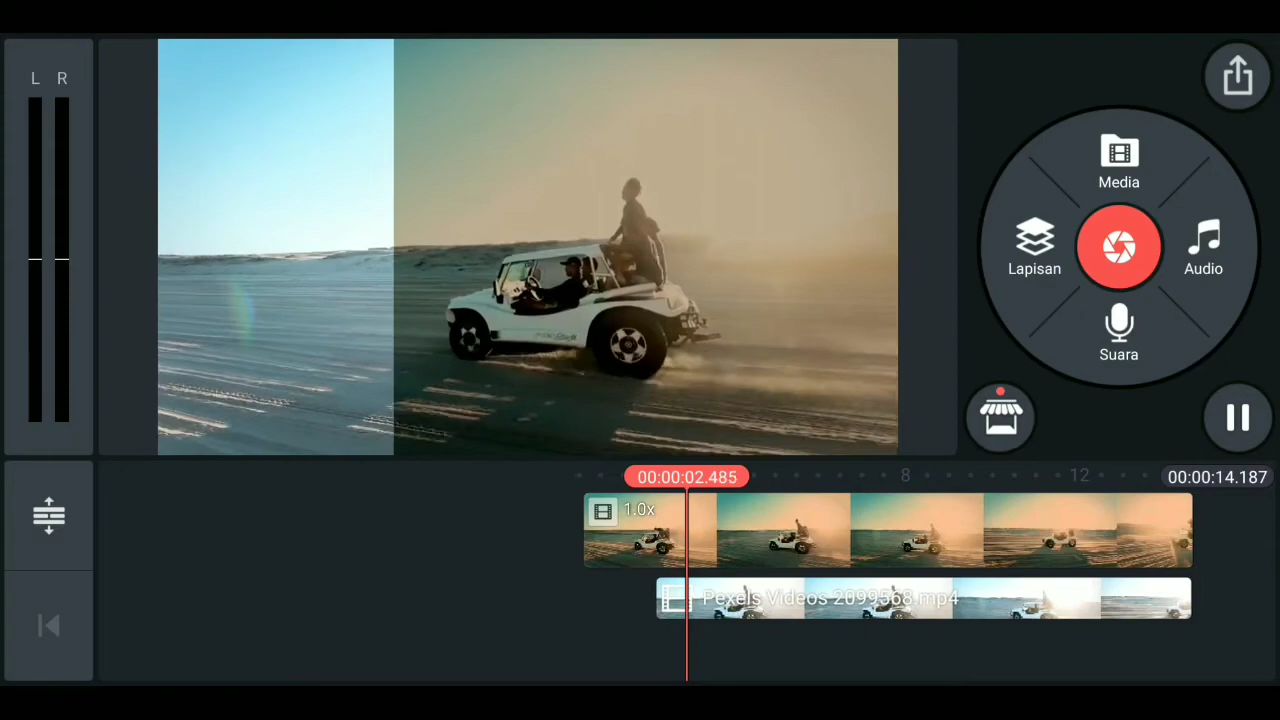 L R
Media
Lapisan
Audio
Suara
00:00:02.485
8
12
00:00:14.187
1.0x
Pexels Videos 2099568.mp4